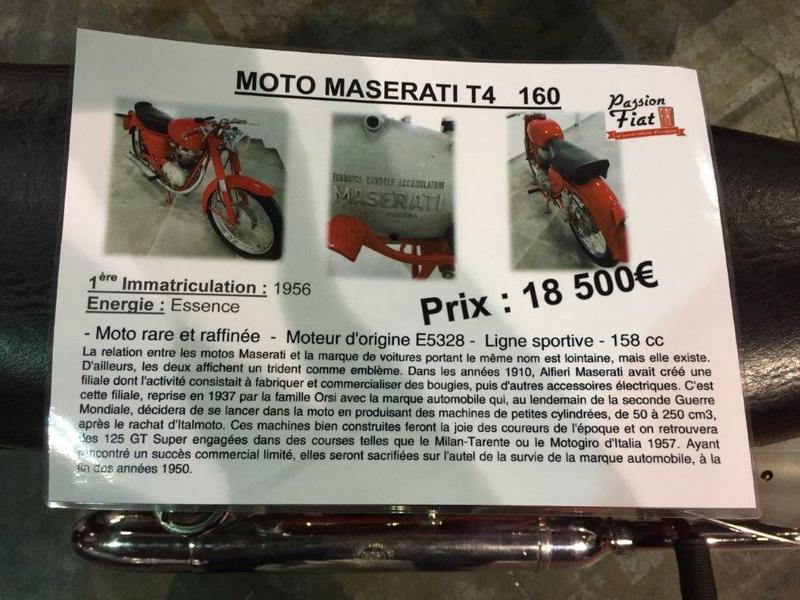 MOTO MASERATI T4 160
Passion
Fiat
FABBRICA CANDELE ACCUMULATORI
MASERATI
MODENA
1ère Immatriculation : 1956
Energie : Essence
Prix : 18 500€
- Moto rare et raffinée - Moteur d'origine E5328 - Ligne sportive - 158 cc
La relation entre les motos Maserati et la marque de voitures portant le même nom est lointaine, mais elle existe.
D'ailleurs, les deux affichent un trident comme emblème. Dans les années 1910, Alfieri Maserati avait créé une
filiale dont l'activité consistait à fabriquer et commercialiser des bougies, puis d'autres accessoires électriques. C'est
cette filiale, reprise en 1937 par la famille Orsi avec la marque automobile qui, au lendemain de la seconde Guerre
Mondiale, décidera de se lancer dans la moto en produisant des machines de petites cylindrées, de 50 à 250 cm3,
après le rachat d'Italmoto. Ces machines bien construites feront la joie des coureurs de l'époque et on retrouvera
des 125 GT Super engagées dans des courses telles que le Milan-Tarente ou le Motogiro d'Italia 1957. Ayant
rencontré un succès commercial limité, elles seront sacrifiées sur l'autel de la survie de la marque automobile, à la
fin des années 1950.